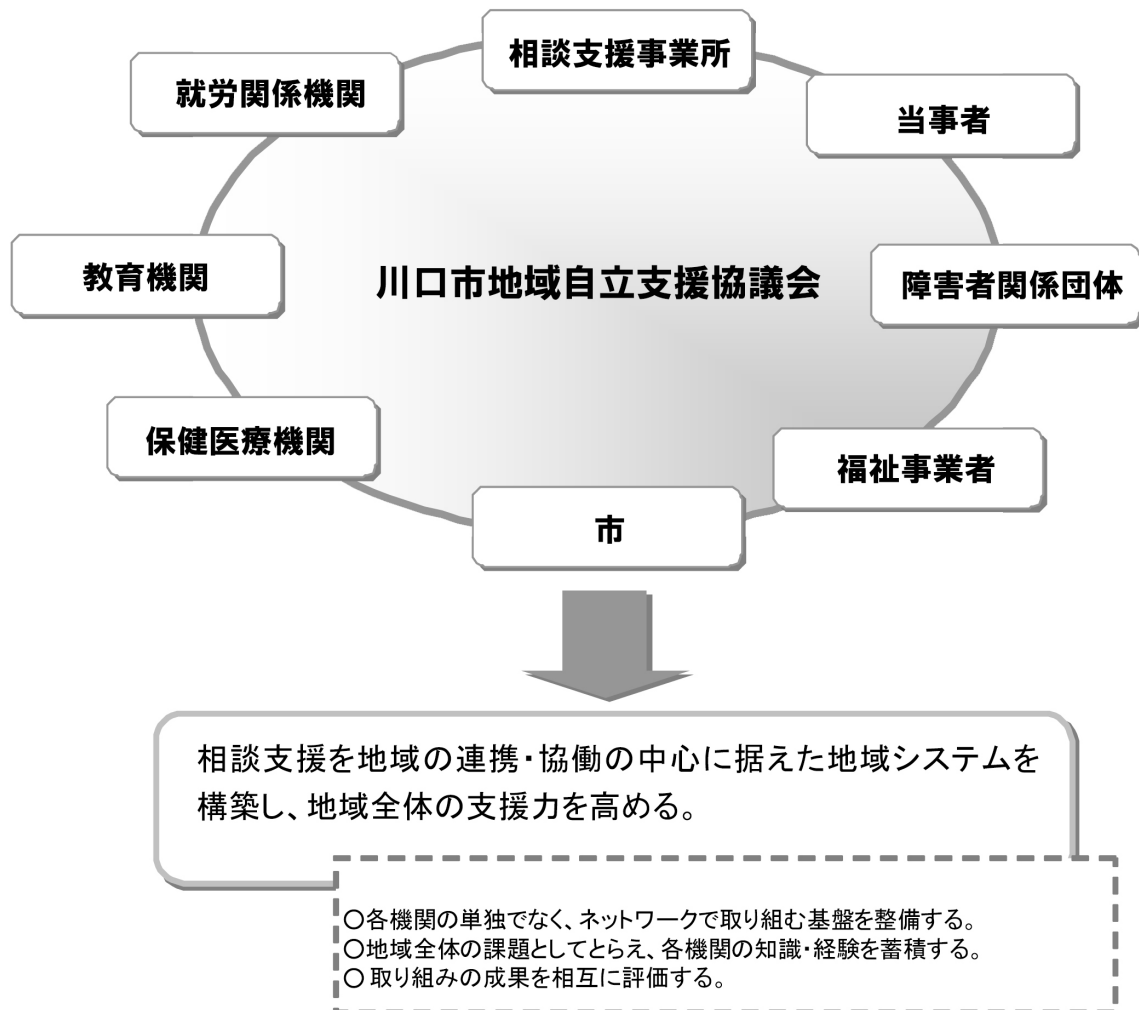 相談支援事業所
就労関係機関
当事者
教育機関
川口市地域自立支援協議会
障害者関係団体
保健医療機関
福祉事業者
市
相談支援を地域の連携・協働の中心に据えた地域システムを
構築し、地域全体の支援力を高める。
○各機関の単独でなく、ネットワークで取り組む基盤を整備する。
○地域全体の課題としてとらえ、各機関の知識・経験を蓄積する。
○ 取り組みの成果を相互に評価する。